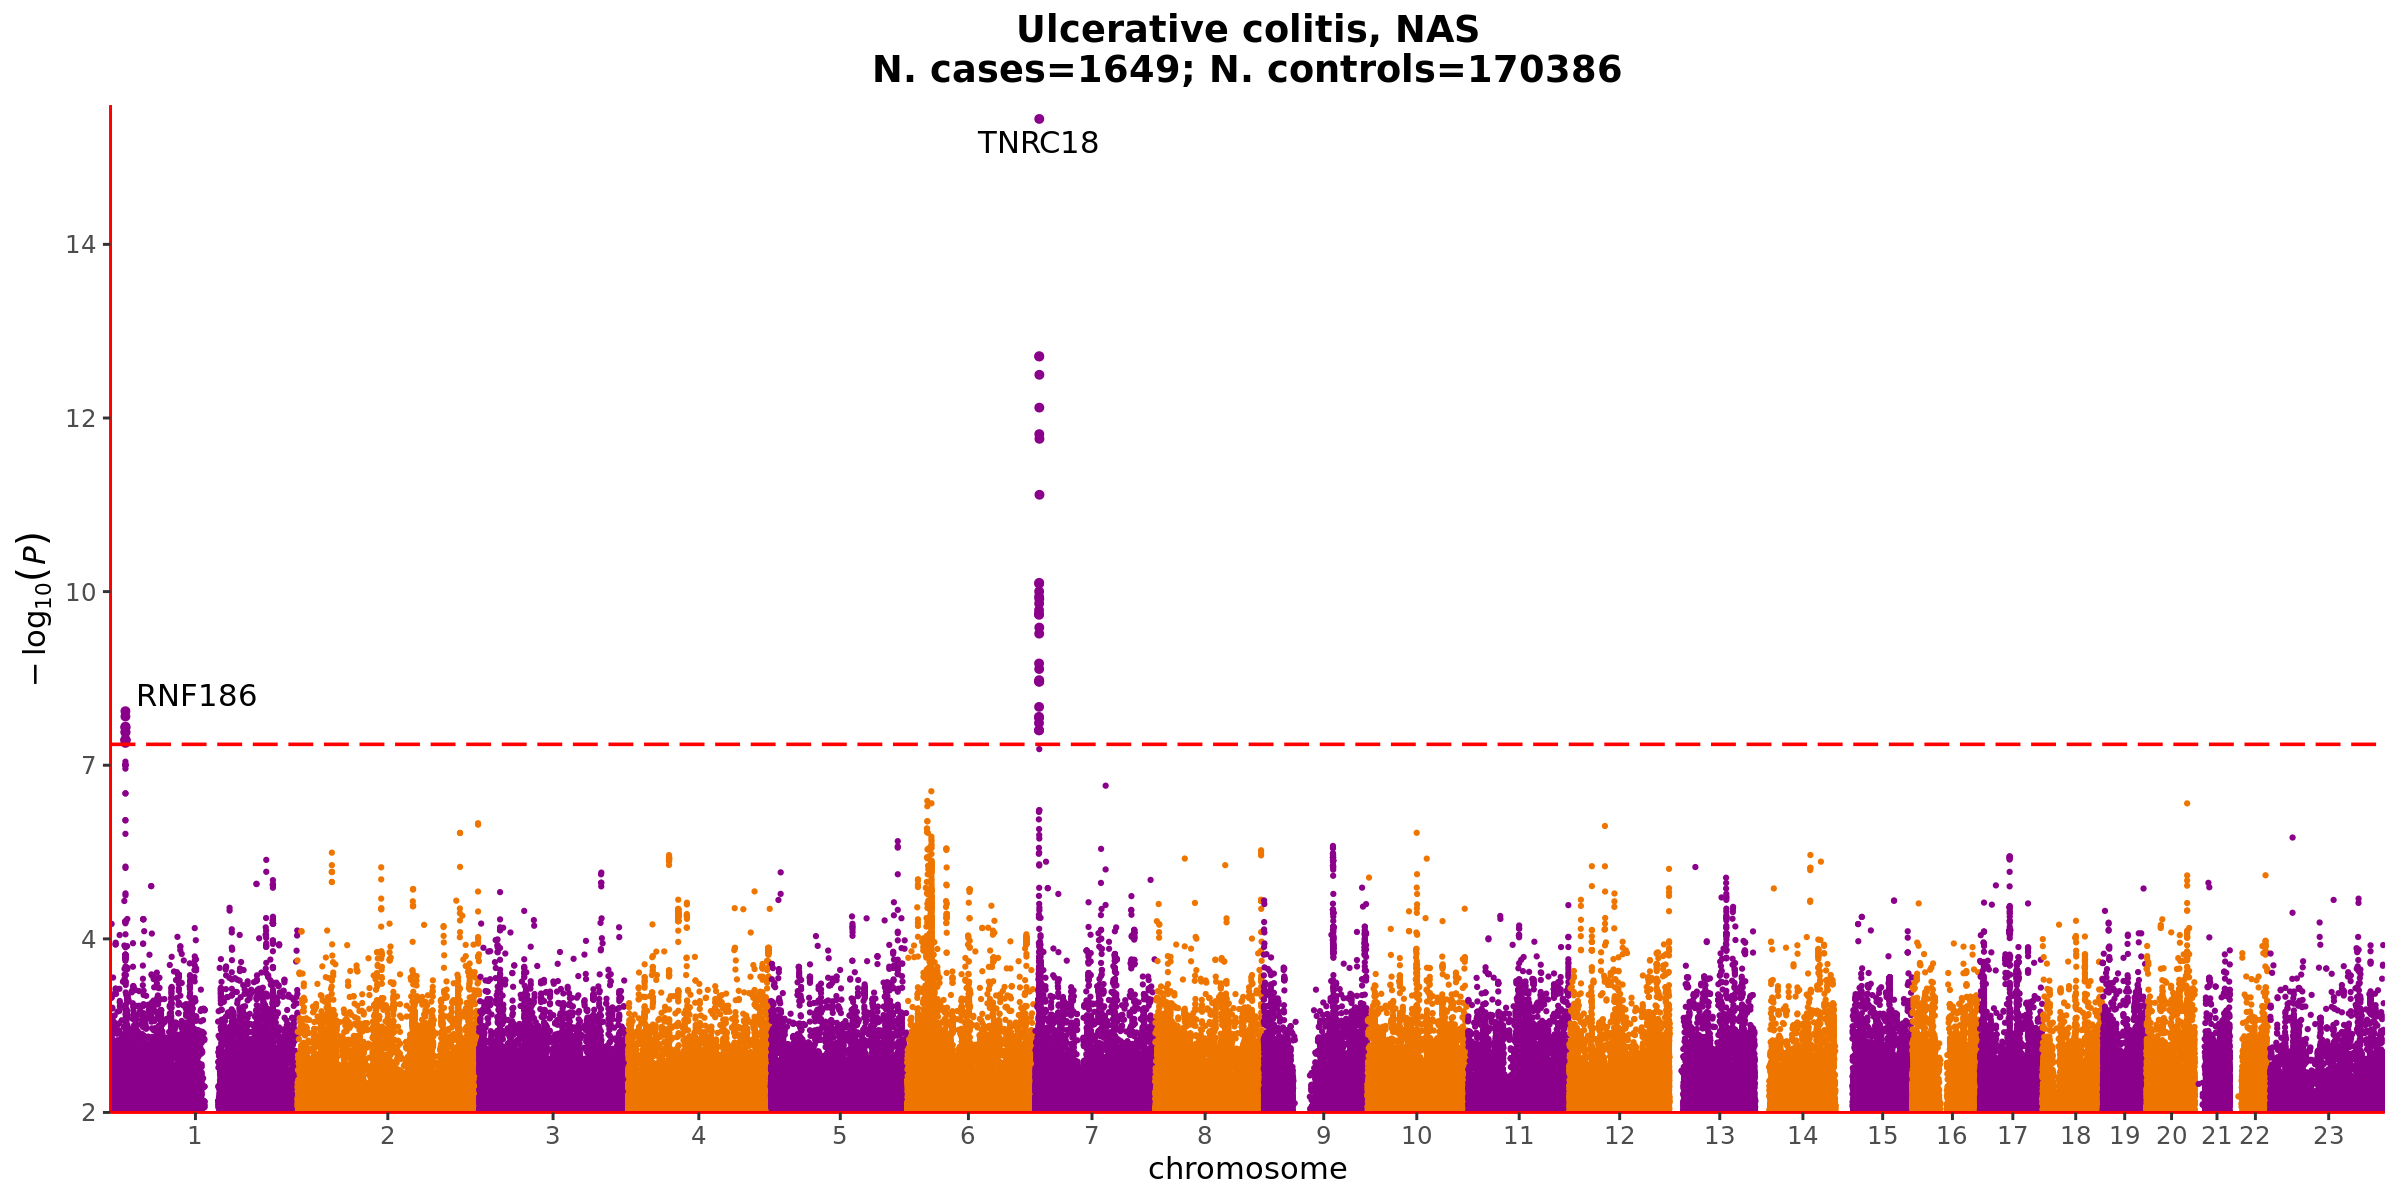 Ulcerative colitis, NAS
N. cases=1649; N. controls=170386
TNRC18
RNF186
14
12
10
7
4
2
−log10(P)
1 2 3 4 5 6 7 8 9 10 11 12 13 14 15 16 17 18 19 20 21 22 23
chromosome